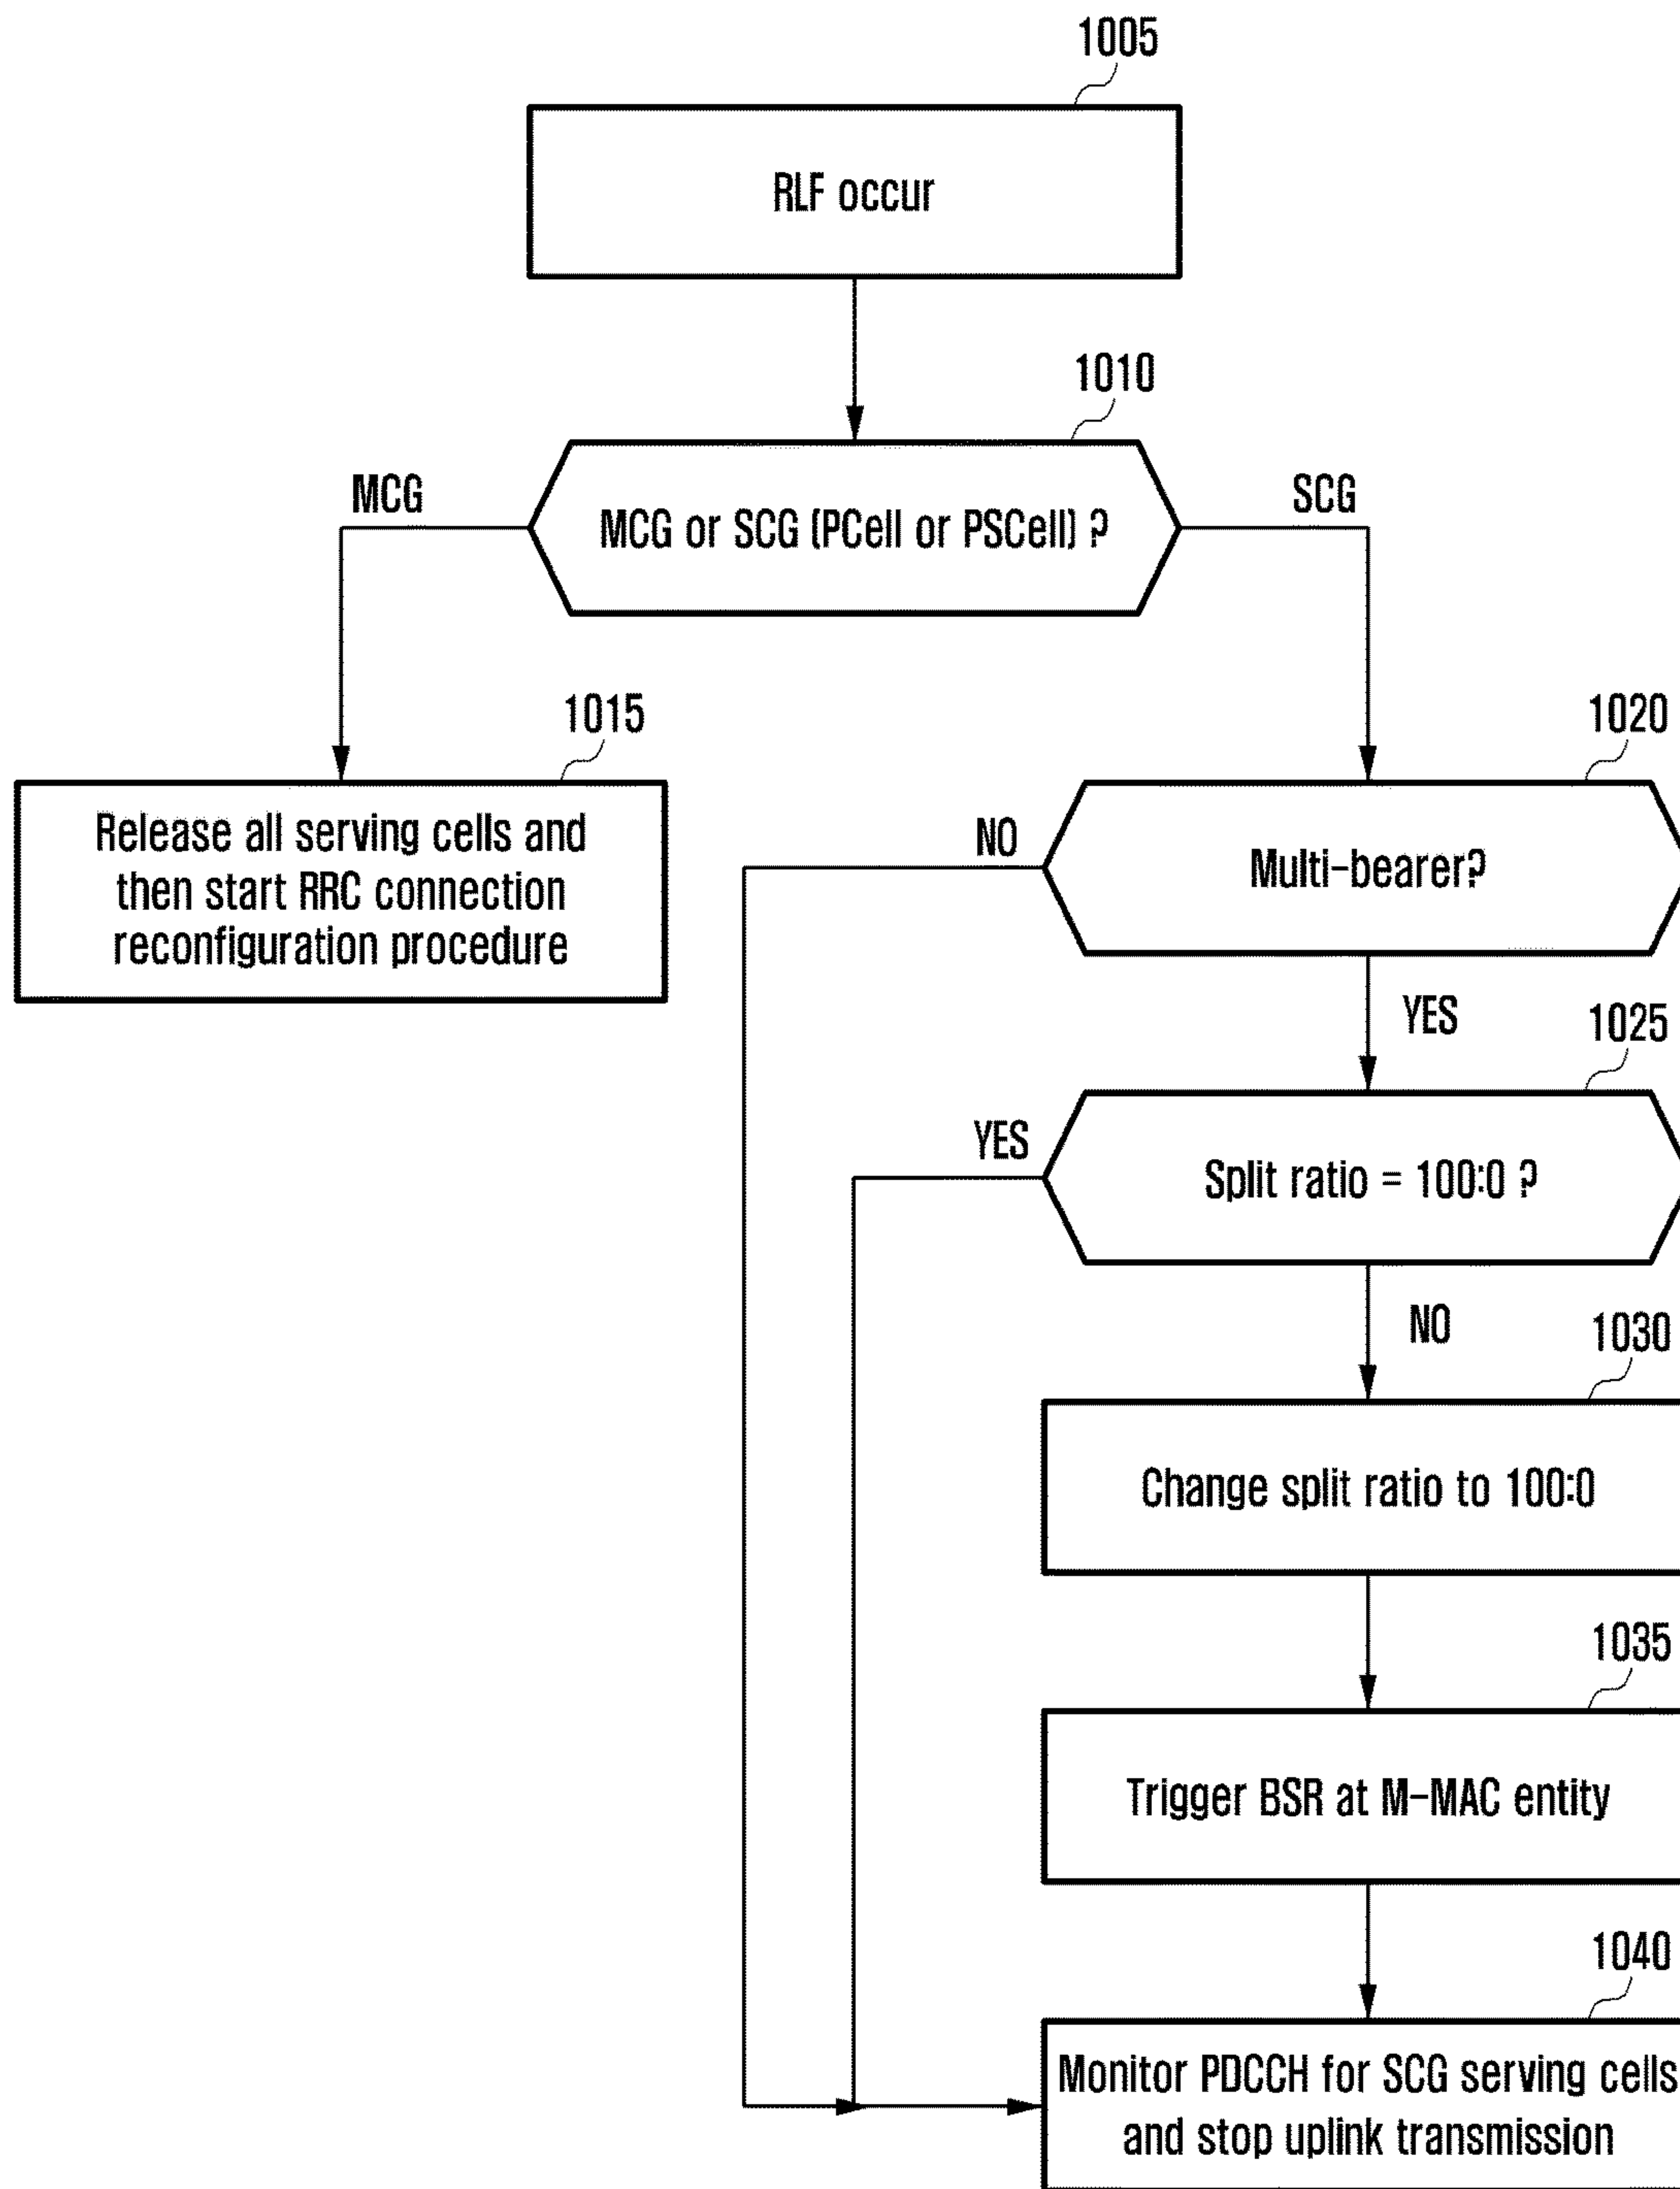 1005
RLF occur
1010
MCG
MCG or SCG (PCell or PSCell) ?
SCG
1015
Release all serving cells and
then start RRC connection
reconfiguration procedure
1020
NO
Multi-bearer?
YES
1025
YES
Split ratio = 100:0 ?
NO
1030
Change split ratio to 100:0
1035
Trigger BSR at M-MAC entity
1040
Monitor PDCCH for SCG serving cells
and stop uplink transmission